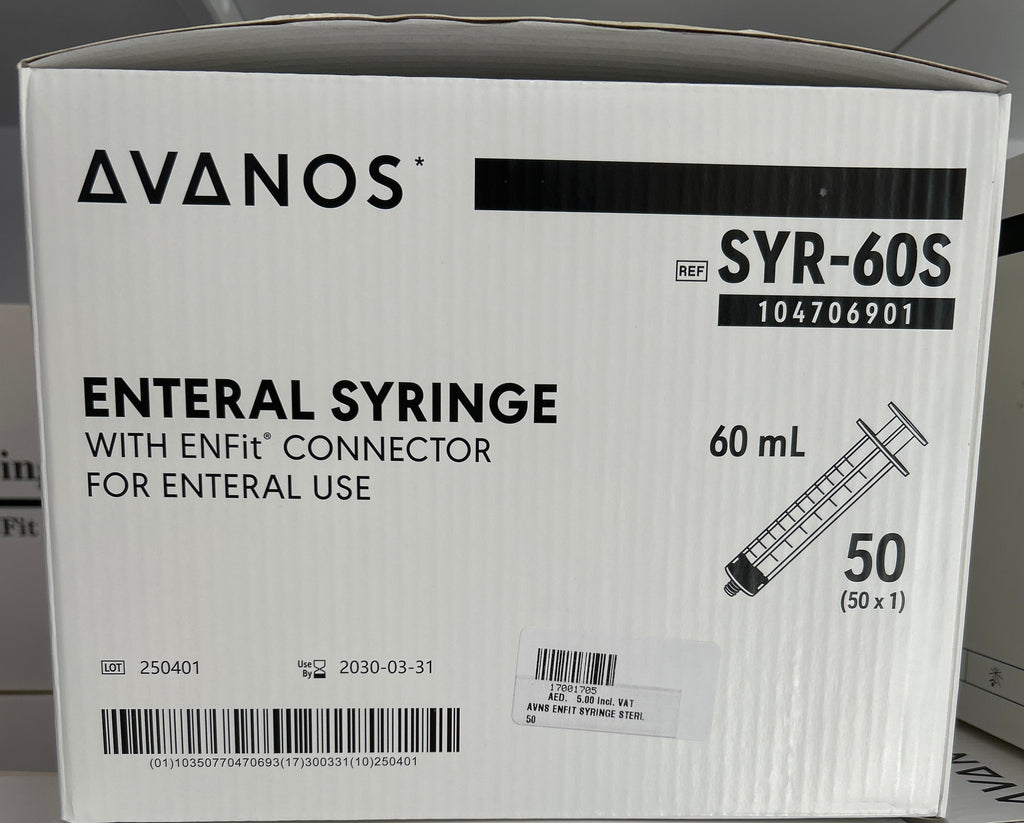 AVANOS*
REF SYR-60S
104706901
ENTERAL SYRINGE
WITH ENFit® CONNECTOR
FOR ENTERAL USE
60 mL
50
(50 x 1)
LOT 250401
Use By 2030-03-31
(01)10350770470693(17)300331(10)250401
17001705
AED. 5.00 Incl. VAT
AVNS ENFIT SYRINGE STERI.
50
Fit